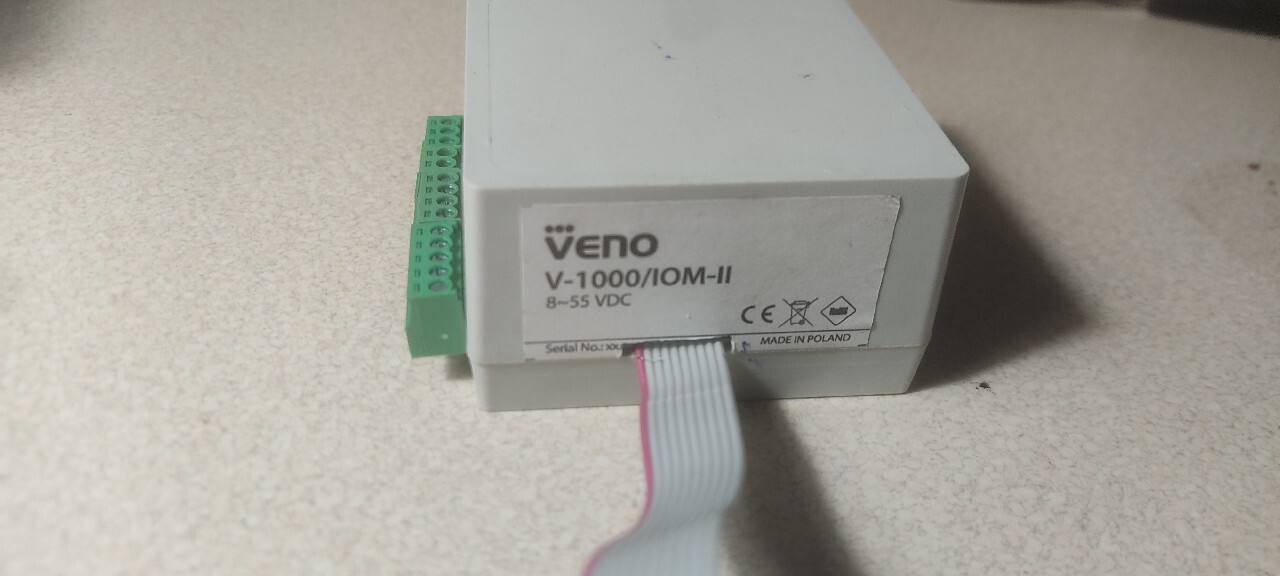 VENO
V-1000/IOM-II
8~55 VDC
CE
Serial No.:
MADE IN POLAND